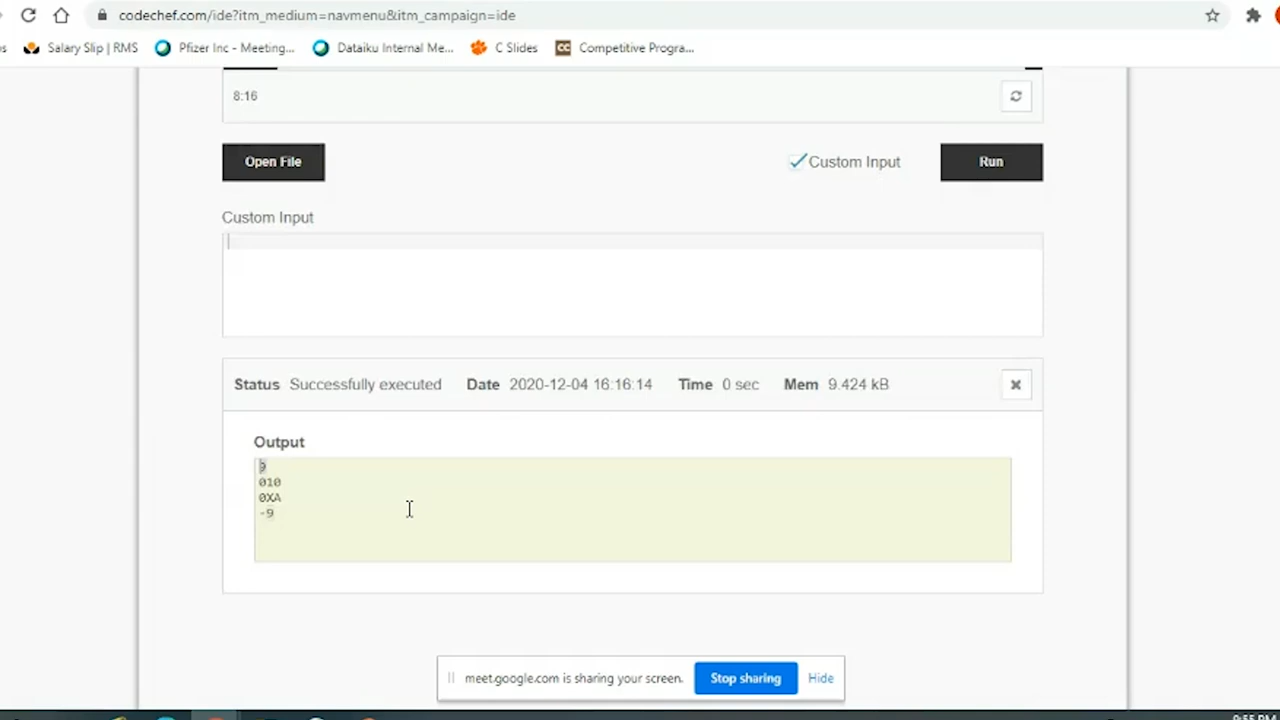 codechef.com/ide?itm_medium=navmenu&itm_campaign=ide
Salary Slip | RMS Pfizer Inc - Meeting... Dataiku Internal Me... C Slides CC Competitive Progra...
8:16
Open File Custom Input Run
Custom Input
Status Successfully executed Date 2020-12-04 16:16:14 Time 0 sec Mem 9.424 kB
Output
9
010
0XA
-9
meet.google.com is sharing your screen. Stop sharing Hide